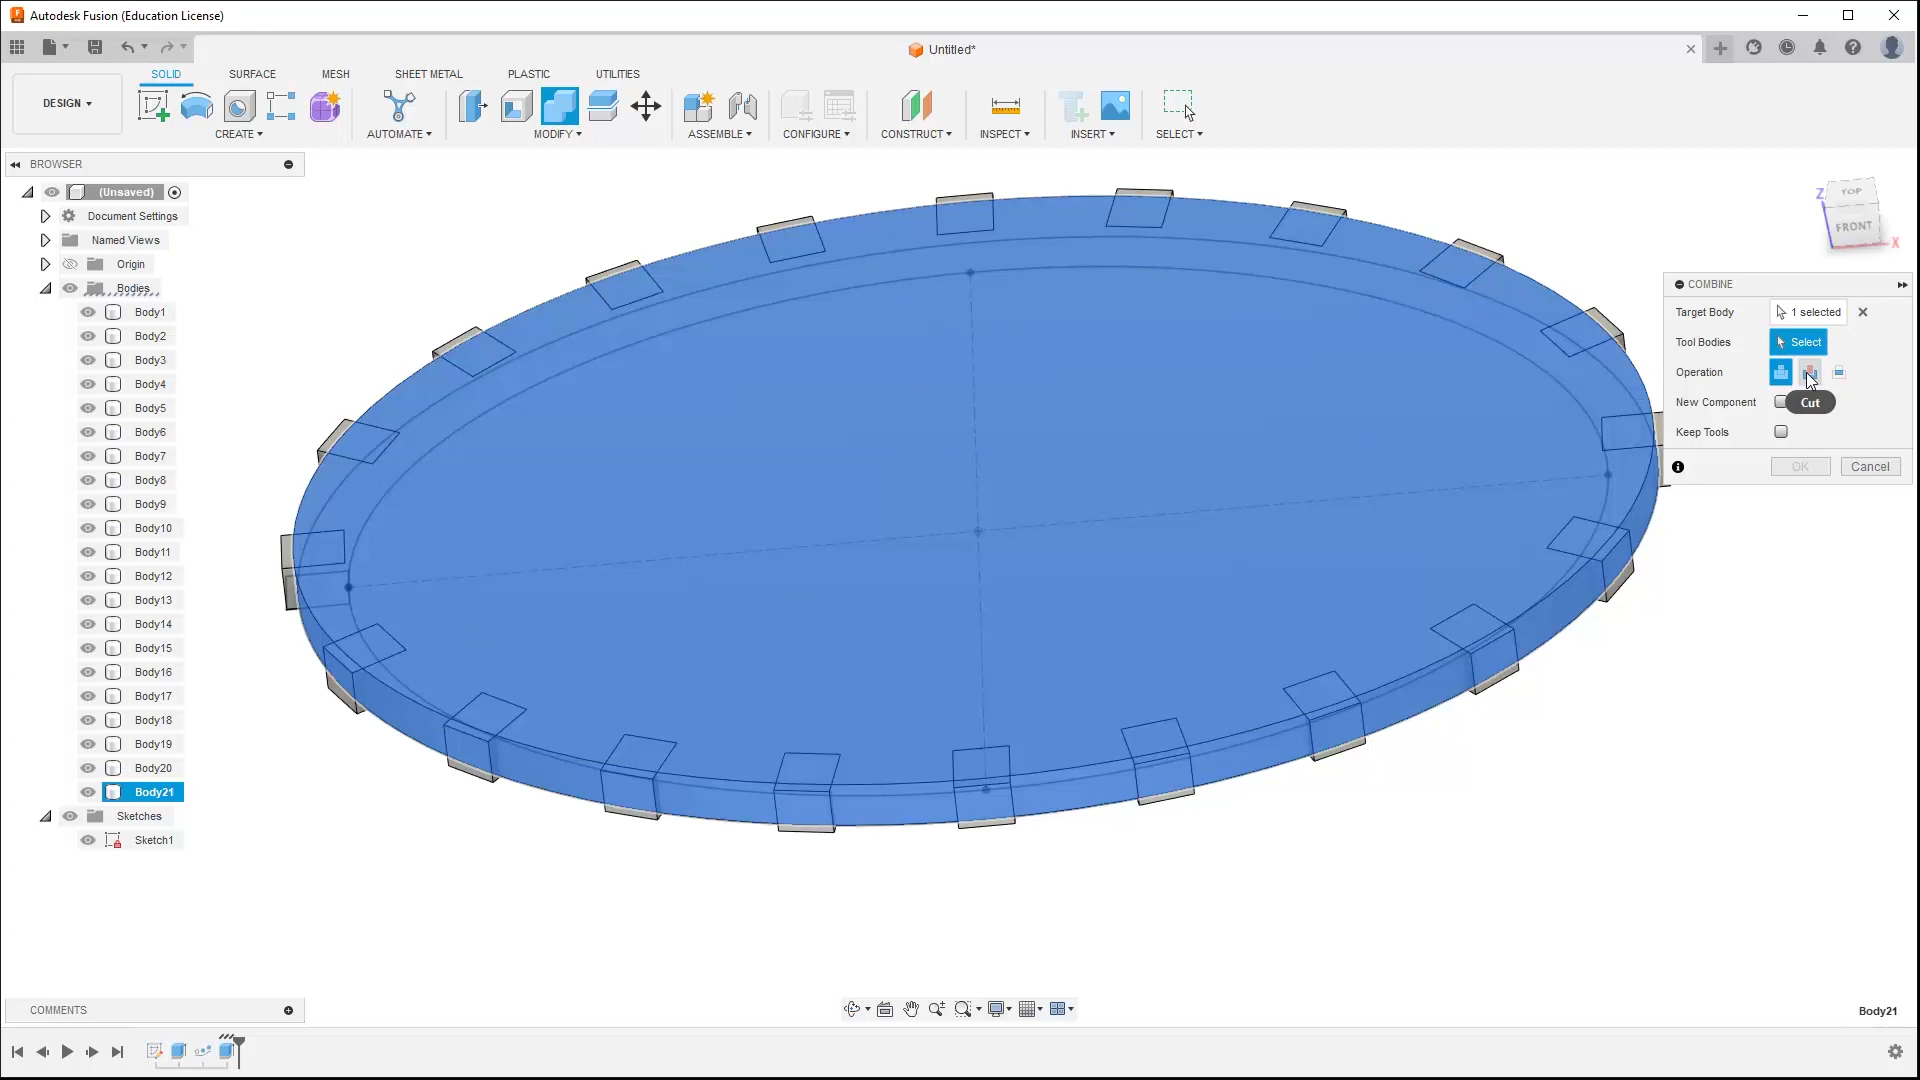 Autodesk Fusion (Education License)
Untitled*
SOLID SURFACE MESH SHEET METAL PLASTIC UTILITIES
DESIGN
CREATE AUTOMATE MODIFY ASSEMBLE CONFIGURE CONSTRUCT INSPECT INSERT SELECT
BROWSER
(Unsaved)
Document Settings
Named Views
Origin
Bodies
Body1
Body2
Body3
Body4
Body5
Body6
Body7
Body8
Body9
Body10
Body11
Body12
Body13
Body14
Body15
Body16
Body17
Body18
Body19
Body20
Body21
Sketches
Sketch1
Z
TOP
FRONT
X
COMBINE
Target Body 1 selected
Tool Bodies Select
Operation
New Component
Cut
Keep Tools
OK Cancel
COMMENTS
Body21